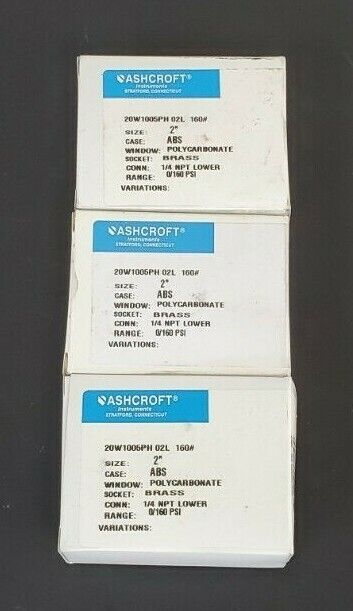 ASHCROFT®
Instruments
STRATFORD, CONNECTICUT
20W1005PH 02L 160#
SIZE: 2"
CASE: ABS
WINDOW: POLYCARBONATE
SOCKET: BRASS
CONN: 1/4 NPT LOWER
RANGE: 0/160 PSI
VARIATIONS:
ASHCROFT®
Instruments
STRATFORD, CONNECTICUT
20W1005PH 02L 160#
SIZE: 2"
CASE: ABS
WINDOW: POLYCARBONATE
SOCKET: BRASS
CONN: 1/4 NPT LOWER
RANGE: 0/160 PSI
VARIATIONS:
ASHCROFT®
Instruments
STRATFORD, CONNECTICUT
20W1005PH 02L 160#
SIZE: 2"
CASE: ABS
WINDOW: POLYCARBONATE
SOCKET: BRASS
CONN: 1/4 NPT LOWER
RANGE: 0/160 PSI
VARIATIONS: